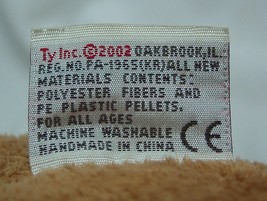 Ty Inc.©2002 OAKBROOK,IL.
REG.NO.PA-1965(KR)ALL NEW
MATERIALS CONTENTS:
POLYESTER FIBERS AND
PE PLASTIC PELLETS.
FOR ALL AGES
MACHINE WASHABLE
HANDMADE IN CHINA CE